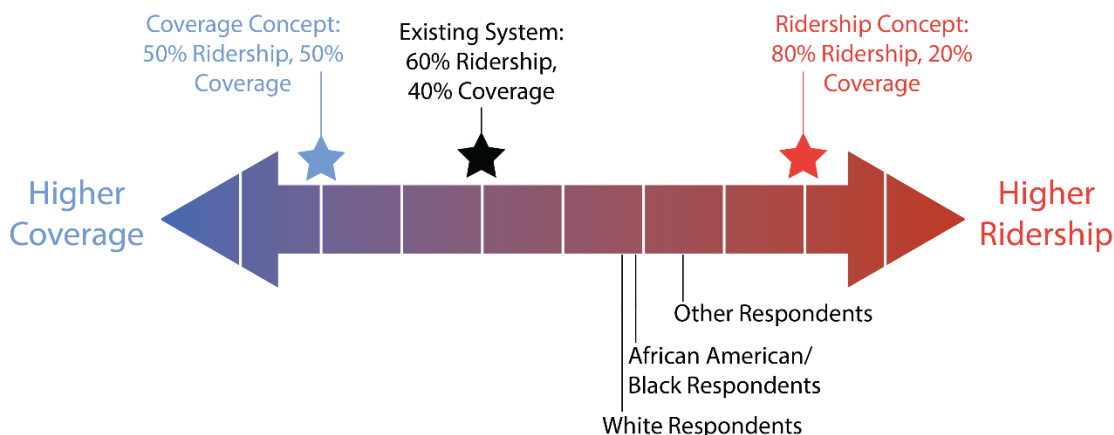 Coverage Concept:
50% Ridership, 50%
Coverage
Existing System:
60% Ridership,
40% Coverage
Ridership Concept:
80% Ridership, 20%
Coverage
Higher
Coverage
Higher
Ridership
Other Respondents
African American/
Black Respondents
White Respondents